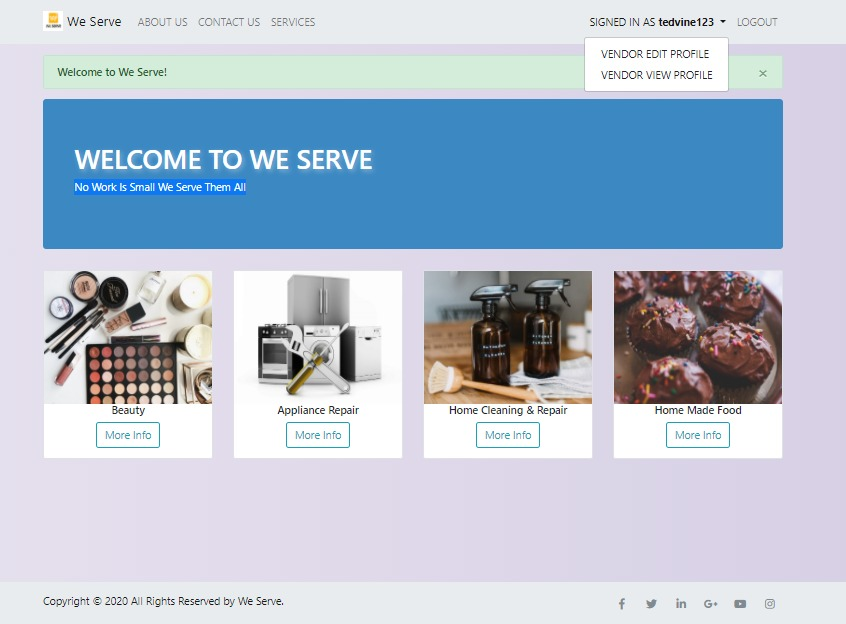 We Serve ABOUT US CONTACT US SERVICES SIGNED IN AS tedvine123 LOGOUT
VENDOR EDIT PROFILE
VENDOR VIEW PROFILE
Welcome to We Serve! ×
WELCOME TO WE SERVE
No Work Is Small We Serve Them All
Beauty
More Info
Appliance Repair
More Info
Home Cleaning & Repair
More Info
Home Made Food
More Info
Copyright © 2020 All Rights Reserved by We Serve.